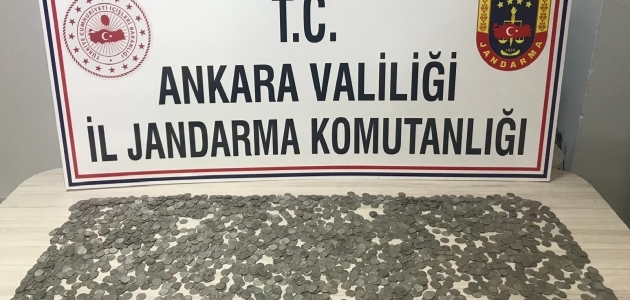 T.C.
ANKARA VALİLİĞİ
İL JANDARMA KOMUTANLIĞI
JANDARMA